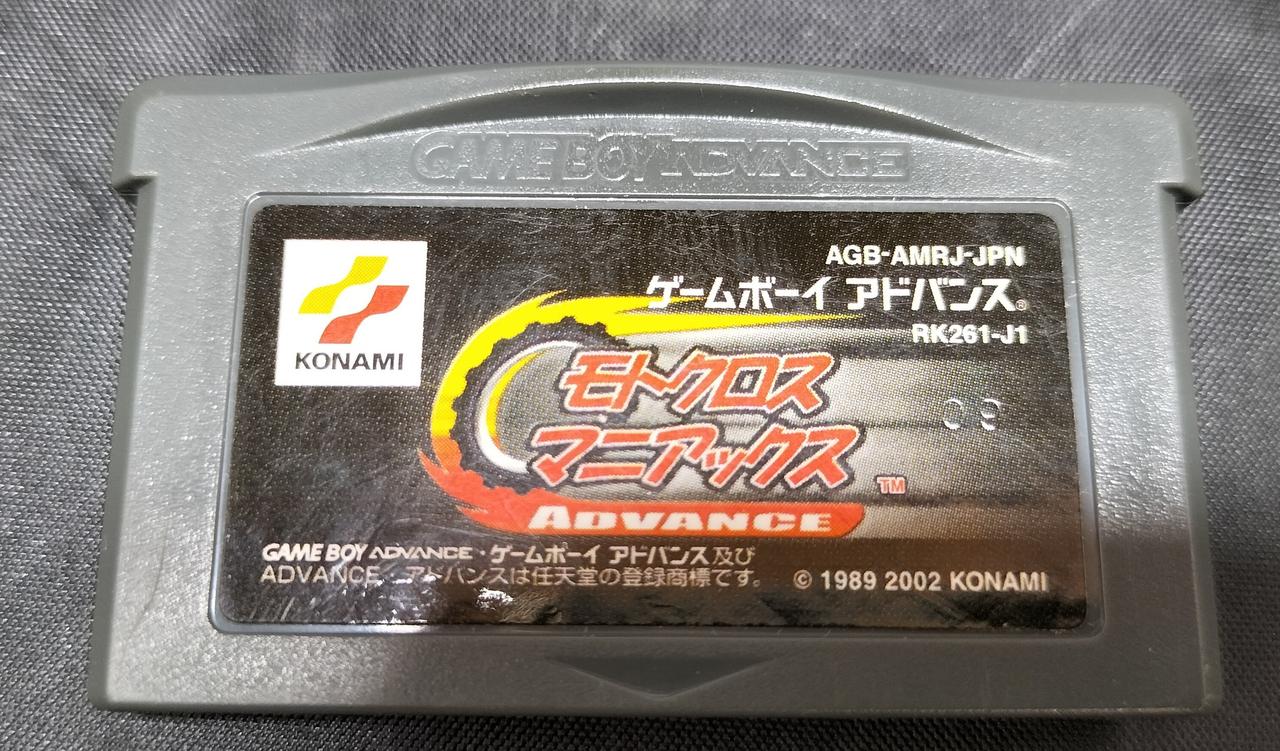 GAME BOY ADVANCE
KONAMI
AGB-AMRJ-JPN
ゲームボーイ アドバンス®
RK261-J1
モトクロス
マニアックス
TM
ADVANCE
09
GAME BOY ADVANCE・ゲームボーイ アドバンス及び
ADVANCE、アドバンスは任天堂の登録商標です。
© 1989 2002 KONAMI